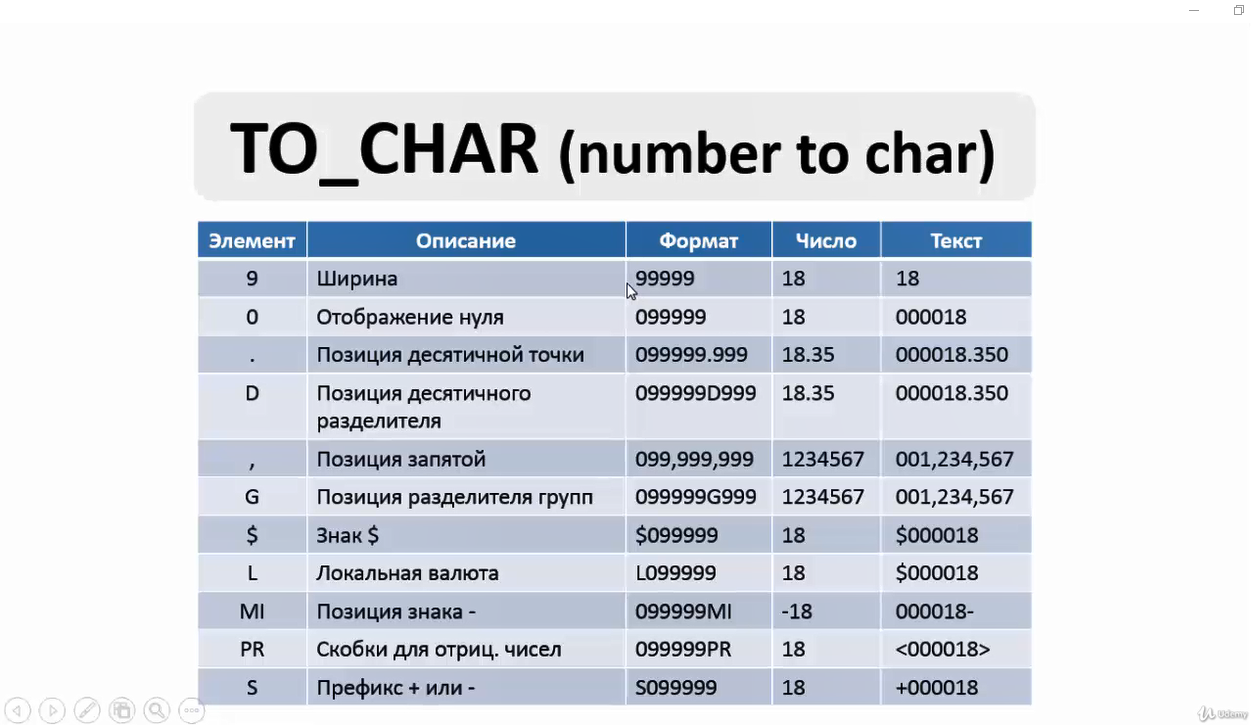 TO_CHAR (number to char)
Элемент Описание Формат Число Текст
9 Ширина 99999 18 18
0 Отображение нуля 099999 18 000018
. Позиция десятичной точки 099999.999 18.35 000018.350
D Позиция десятичного разделителя 099999D999 18.35 000018.350
, Позиция запятой 099,999,999 1234567 001,234,567
G Позиция разделителя групп 099999G999 1234567 001,234,567
$ Знак $ $099999 18 $000018
L Локальная валюта L099999 18 $000018
MI Позиция знака - 099999MI -18 000018-
PR Скобки для отриц. чисел 099999PR 18 <000018>
S Префикс + или - S099999 18 +000018
Udemy